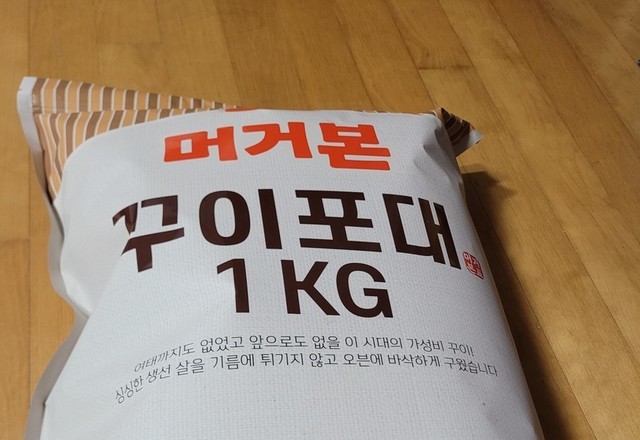 머거본
꾸이포대
1 KG
여태까지도 없었고 앞으로도 없을 이 시대의 가성비 꾸이!
싱싱한 생선 살을 기름에 튀기지 않고 오븐에 바삭하게 구웠습니다